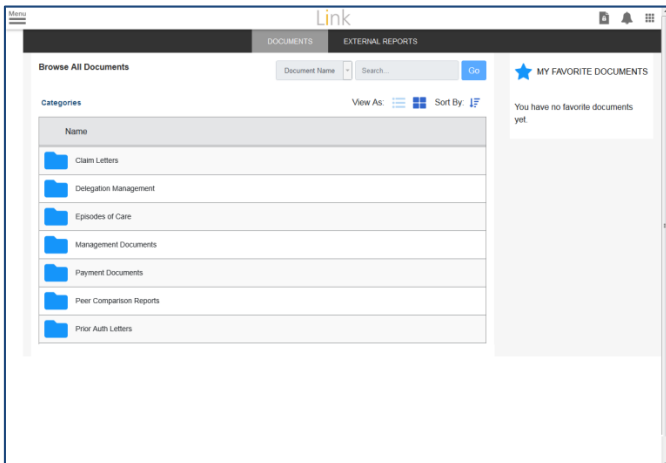 Menu
Link
DOCUMENTS EXTERNAL REPORTS
Browse All Documents
Document Name Search... Go
MY FAVORITE DOCUMENTS
You have no favorite documents
yet.
Categories
View As: Sort By:
Name
Claim Letters
Delegation Management
Episodes of Care
Management Documents
Payment Documents
Peer Comparison Reports
Prior Auth Letters